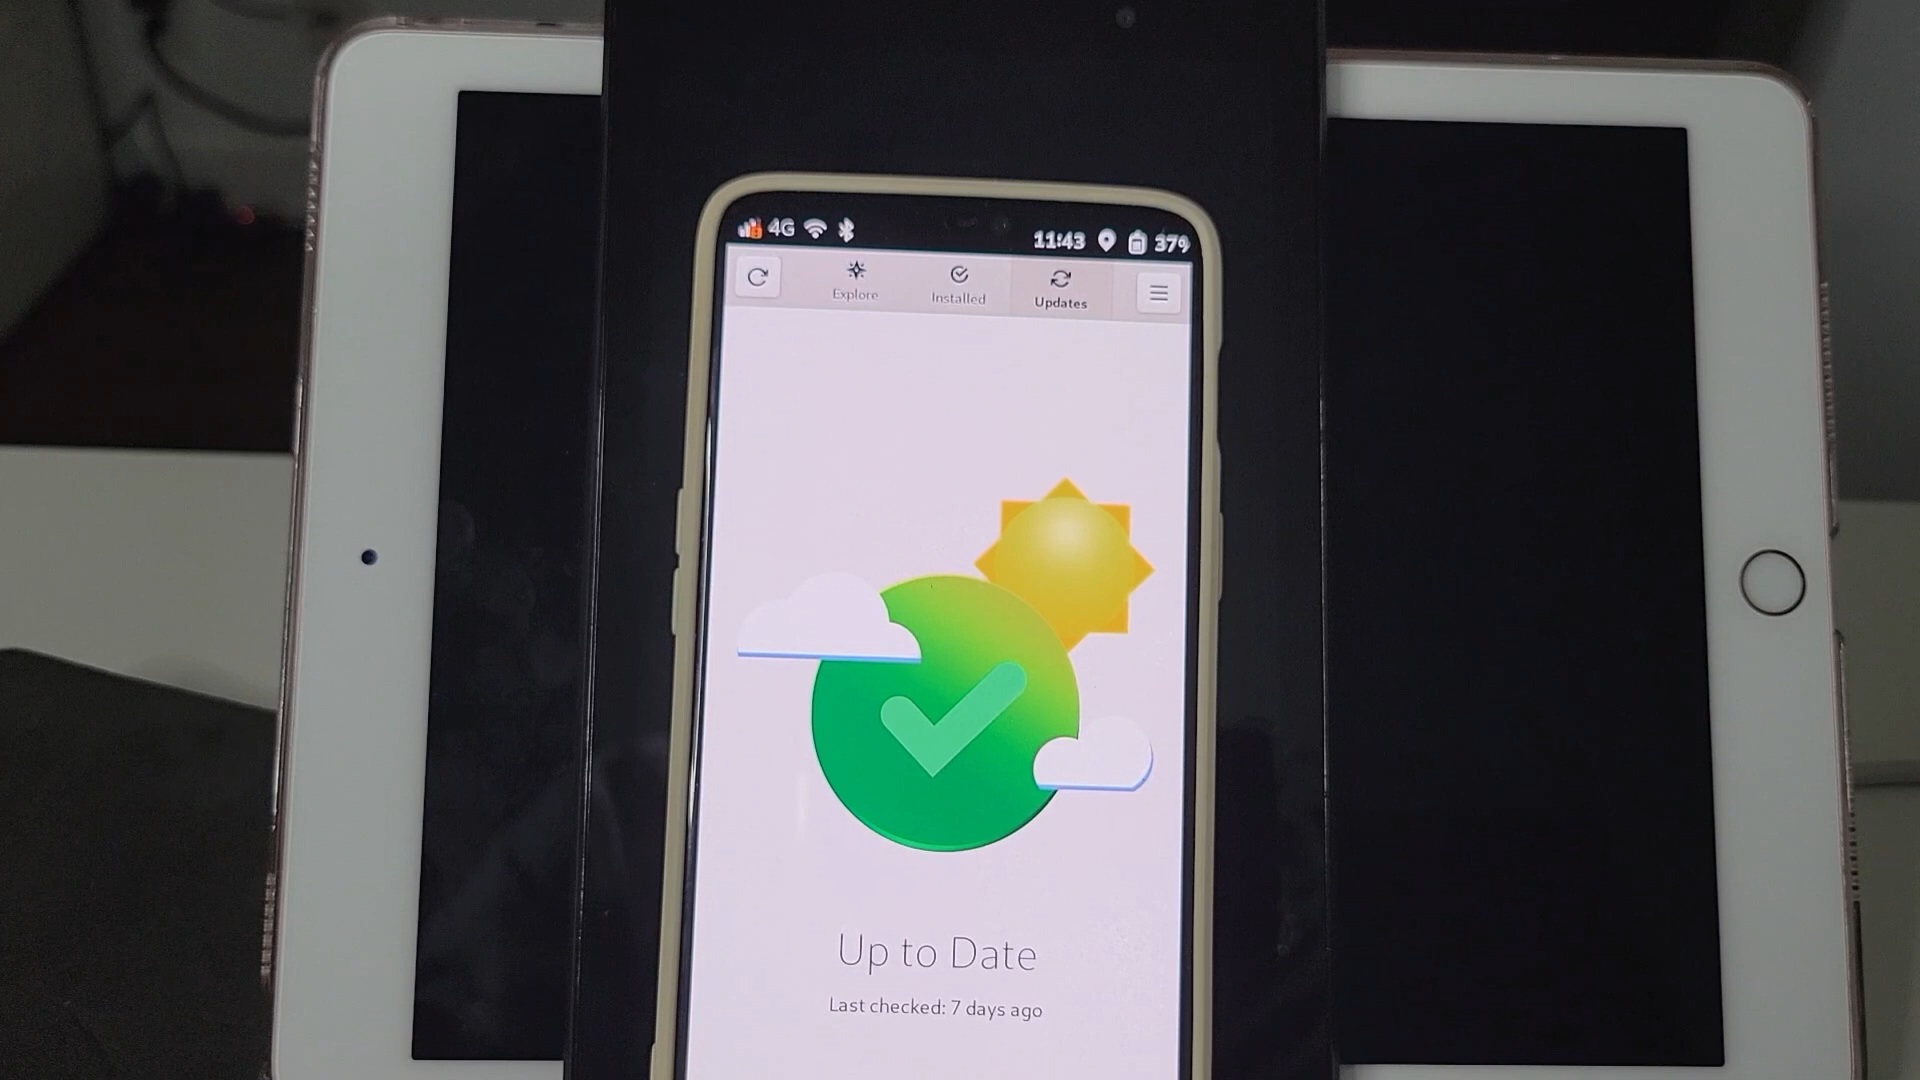 4G 11:43 37%
Explore Installed Updates
Up to Date
Last checked: 7 days ago